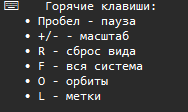 Горячие клавиши:
• Пробел - пауза
• +/- - масштаб
• R - сброс вида
• F - вся система
• O - орбиты
• L - метки